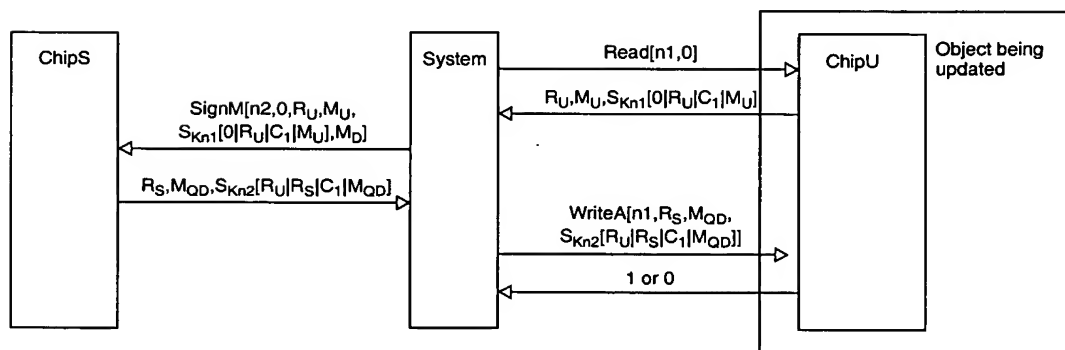 ChipS
System
ChipU
Object being
updated
Read[n1,0]
R_U,M_U,S_Kn1[0|R_U|C_1|M_U]
SignM[n2,0,R_U,M_U,
S_Kn1[0|R_U|C_1|M_U],M_D]
R_S,M_QD,S_Kn2[R_U|R_S|C_1|M_QD]
WriteA[n1,R_S,M_QD,
S_Kn2[R_U|R_S|C_1|M_QD]]
1 or 0